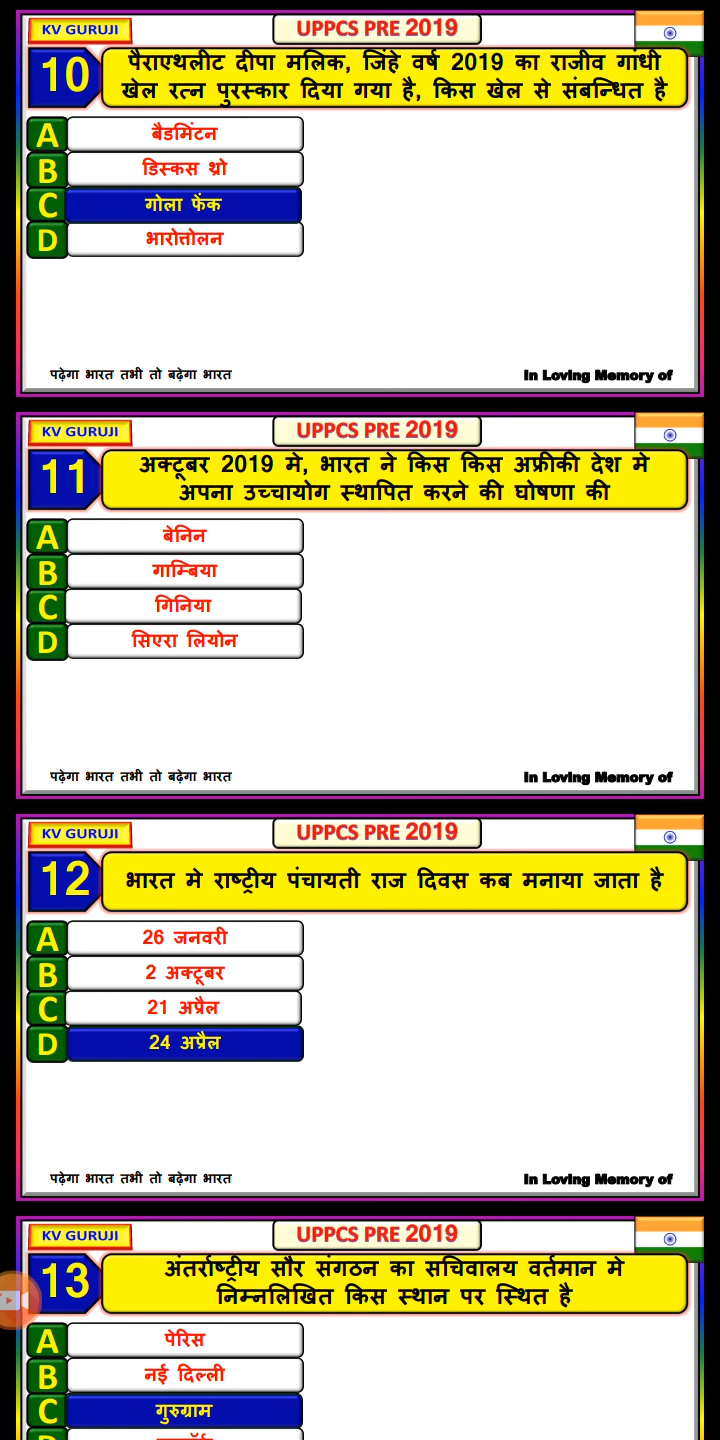 KV GURUJI
UPPCS PRE 2019
10
पैराएथलीट दीपा मलिक, जिंहे वर्ष 2019 का राजीव गांधी
खेल रत्न पुरस्कार दिया गया है, किस खेल से संबन्धित है
A बैडमिंटन
B डिस्कस थ्रो
C गोला फेंक
D भारोत्तोलन
पढ़ेगा भारत तभी तो बढ़ेगा भारत
In Loving Memory of
KV GURUJI
UPPCS PRE 2019
11
अक्टूबर 2019 मे, भारत ने किस किस अफ्रीकी देश मे
अपना उच्चायोग स्थापित करने की घोषणा की
A बेनिन
B गाम्बिया
C गिनिया
D सिएरा लियोन
पढ़ेगा भारत तभी तो बढ़ेगा भारत
In Loving Memory of
KV GURUJI
UPPCS PRE 2019
12
भारत मे राष्ट्रीय पंचायती राज दिवस कब मनाया जाता है
A 26 जनवरी
B 2 अक्टूबर
C 21 अप्रैल
D 24 अप्रैल
पढ़ेगा भारत तभी तो बढ़ेगा भारत
In Loving Memory of
KV GURUJI
UPPCS PRE 2019
13
अंतर्राष्ट्रीय सौर संगठन का सचिवालय वर्तमान मे
निम्नलिखित किस स्थान पर स्थित है
A पेरिस
B नई दिल्ली
C गुरुग्राम